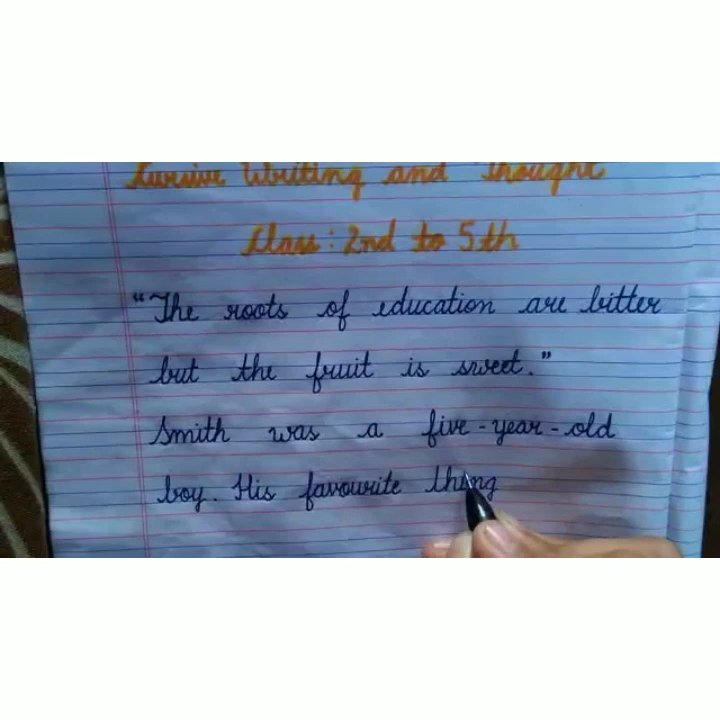 Cursive Writing and Thought
Class : 2nd to 5th
"The roots of education are bitter
but the fruit is sweet."
Smith was a five-year-old
boy. His favourite thing